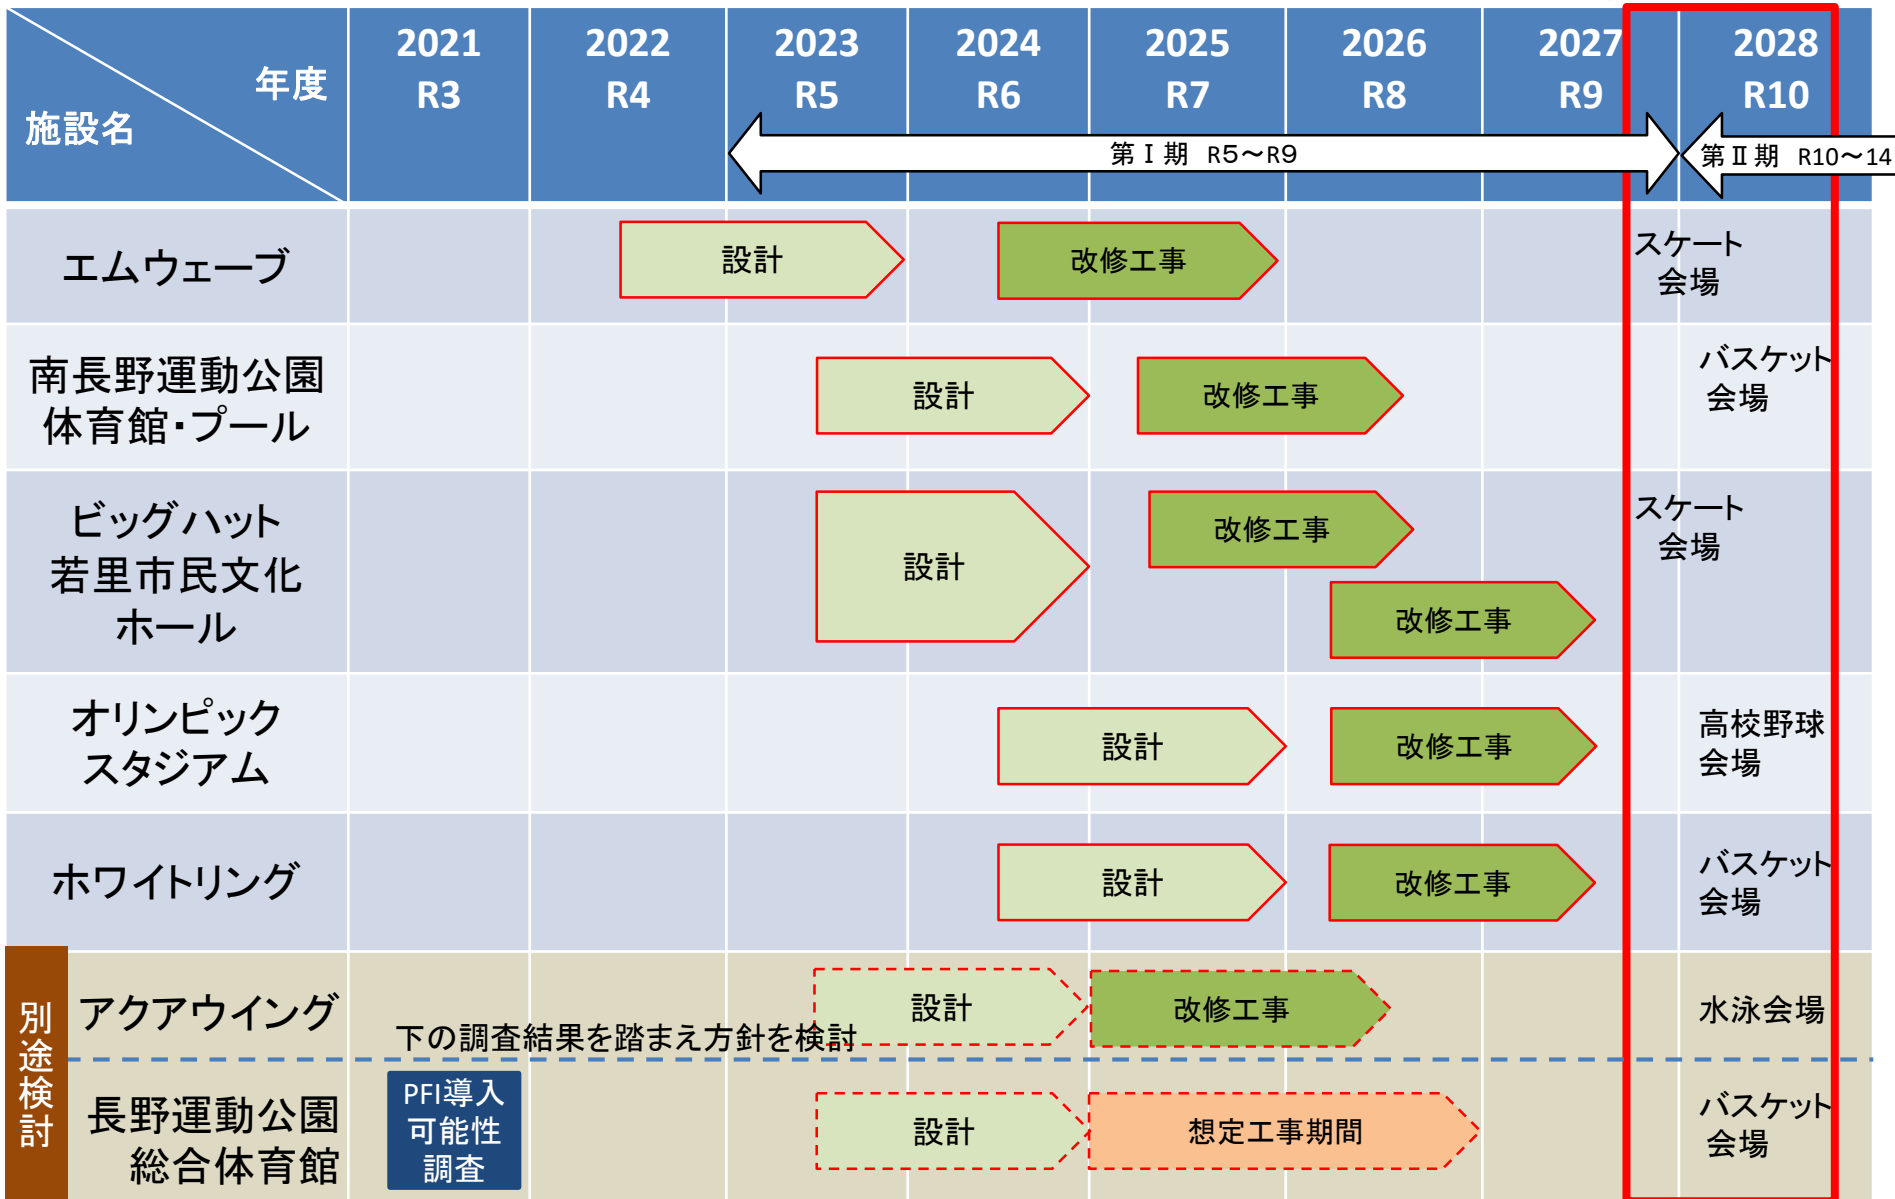 年度
施設名
2021
R3
2022
R4
2023
R5
2024
R6
2025
R7
2026
R8
2027
R9
2028
R10
第Ⅰ期 R5～R9
第Ⅱ期 R10～14
エムウェーブ
設計
改修工事
スケート
会場
南長野運動公園
体育館・プール
設計
改修工事
バスケット
会場
ビッグハット
若里市民文化
ホール
設計
改修工事
改修工事
スケート
会場
オリンピック
スタジアム
設計
改修工事
高校野球
会場
ホワイトリング
設計
改修工事
バスケット
会場
別途検討
アクアウイング
設計
改修工事
水泳会場
下の調査結果を踏まえ方針を検討
長野運動公園
総合体育館
PFI導入
可能性
調査
設計
想定工事期間
バスケット
会場